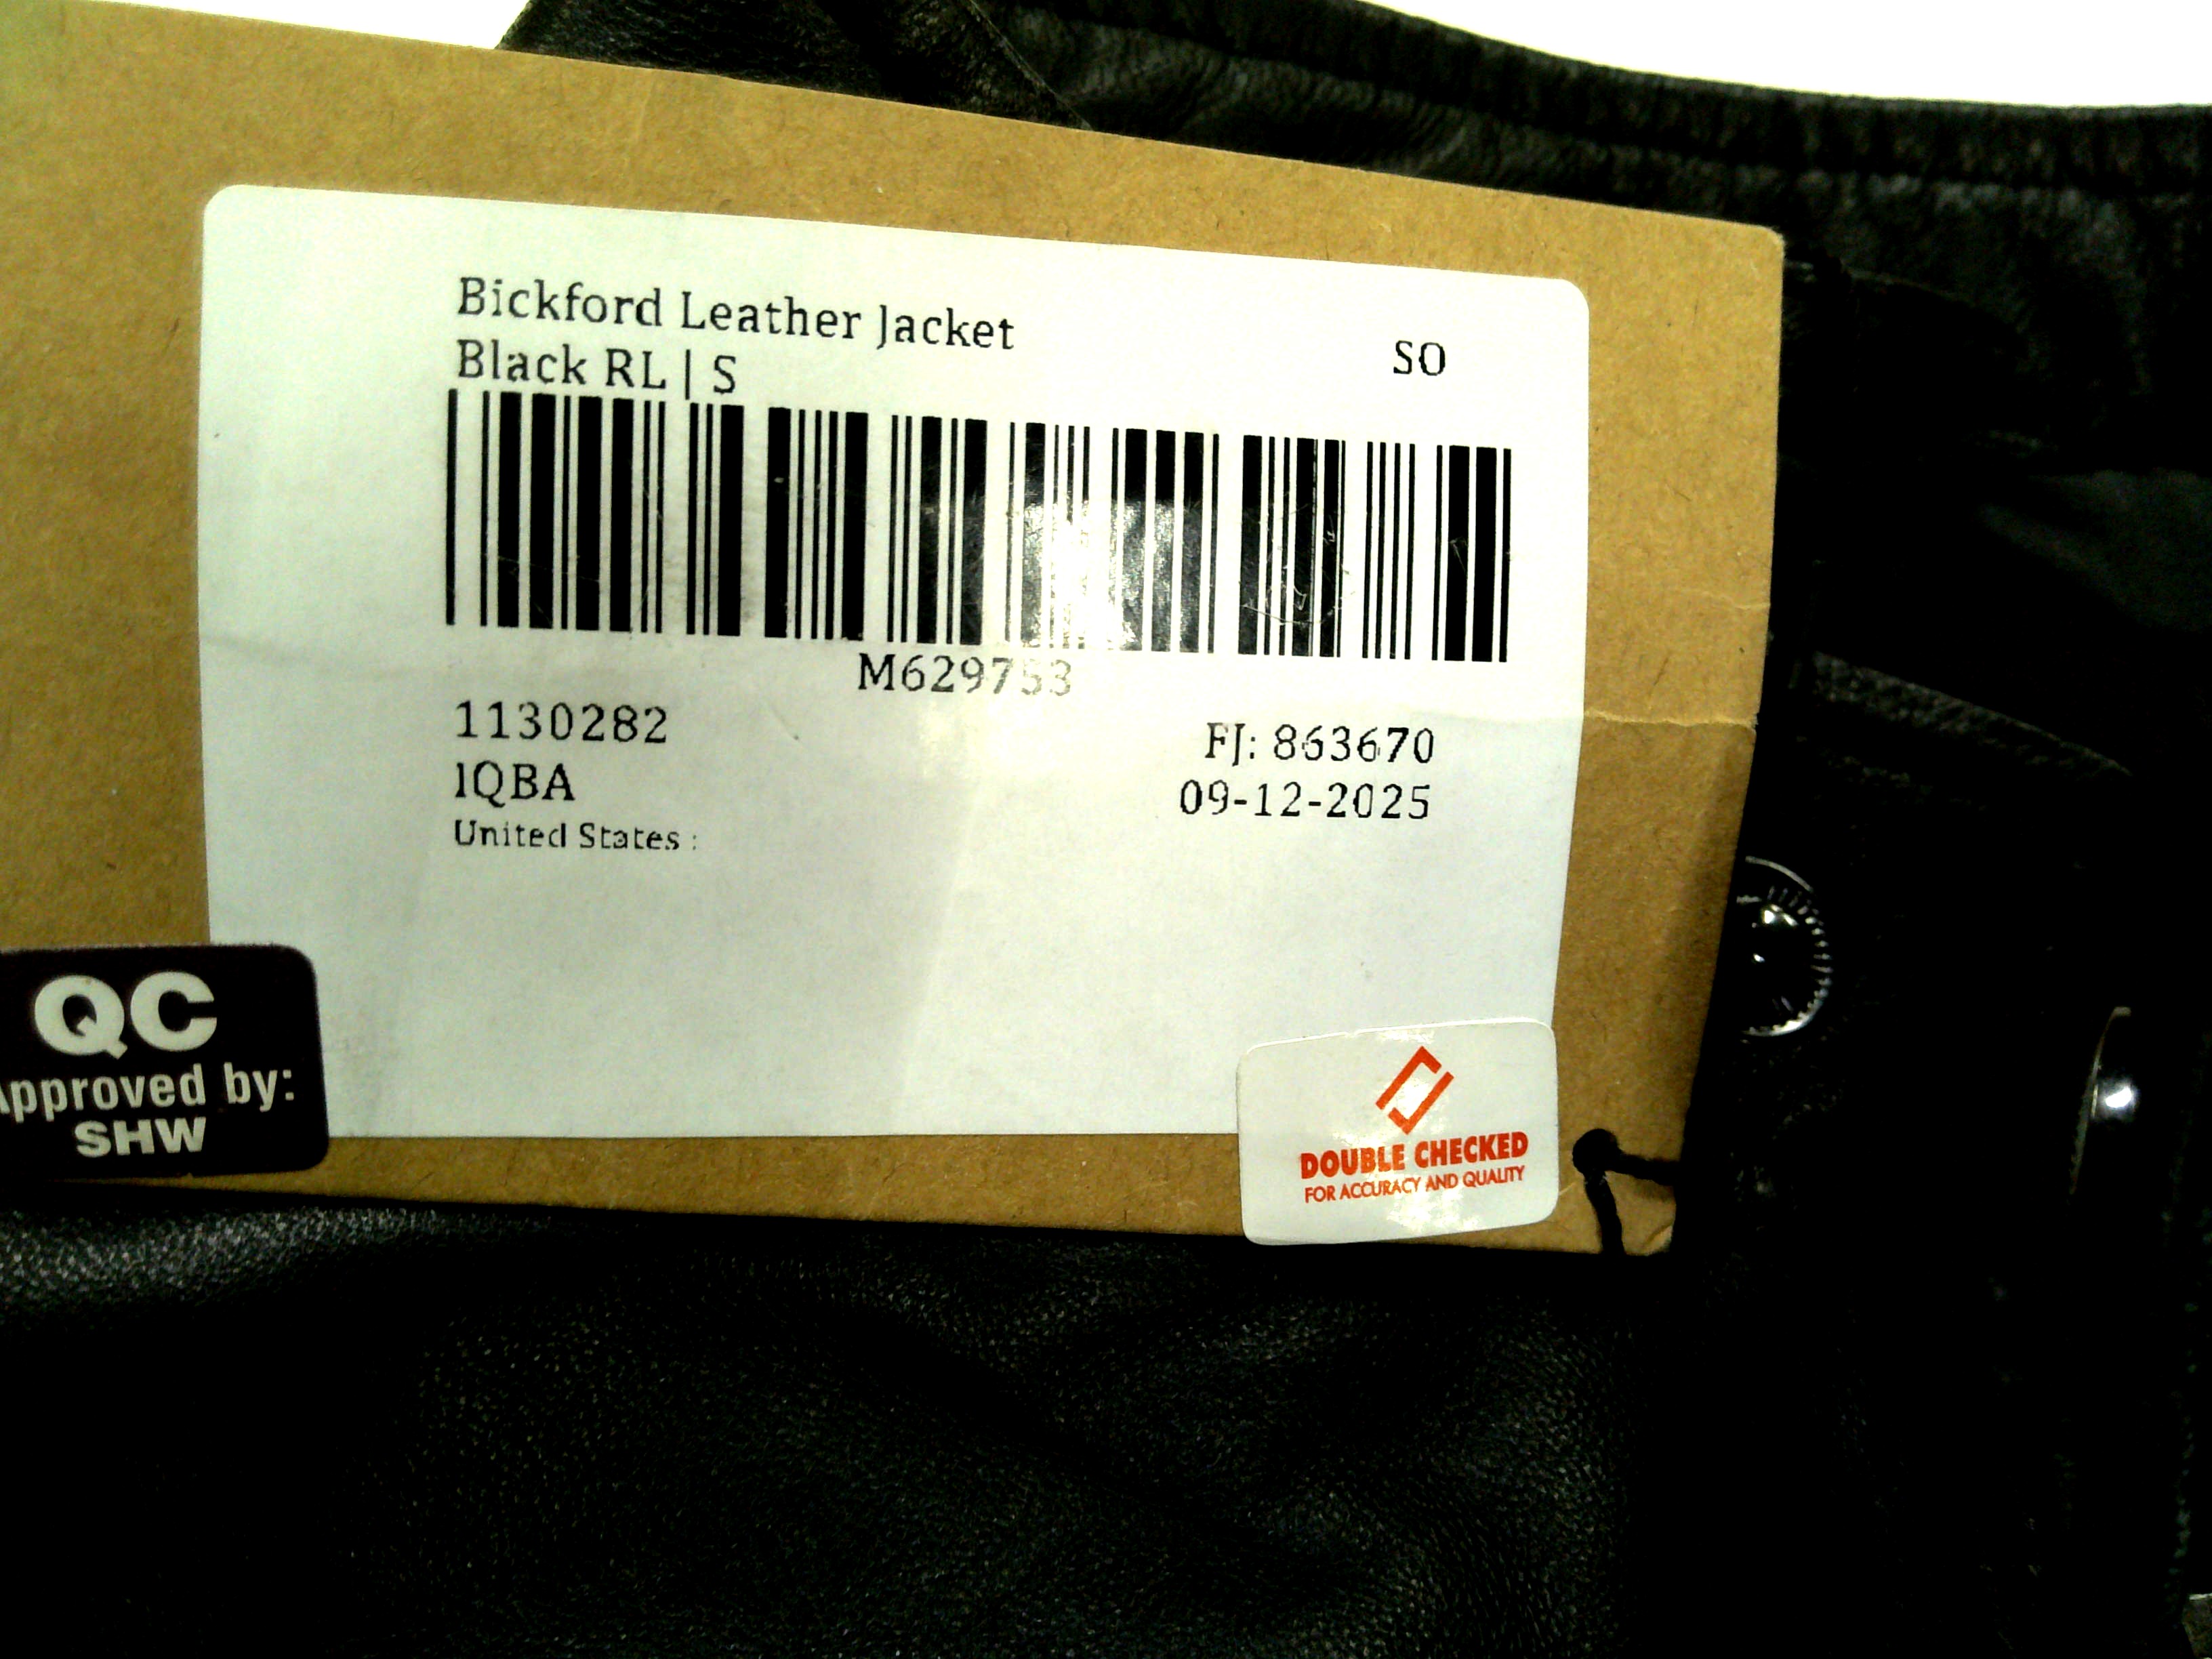 Bickford Leather Jacket
Black RL | S
SO
M629753
1130282
FJ: 863670
IQBA
09-12-2025
United States :
QC
Approved by:
SHW
DOUBLE CHECKED
FOR ACCURACY AND QUALITY